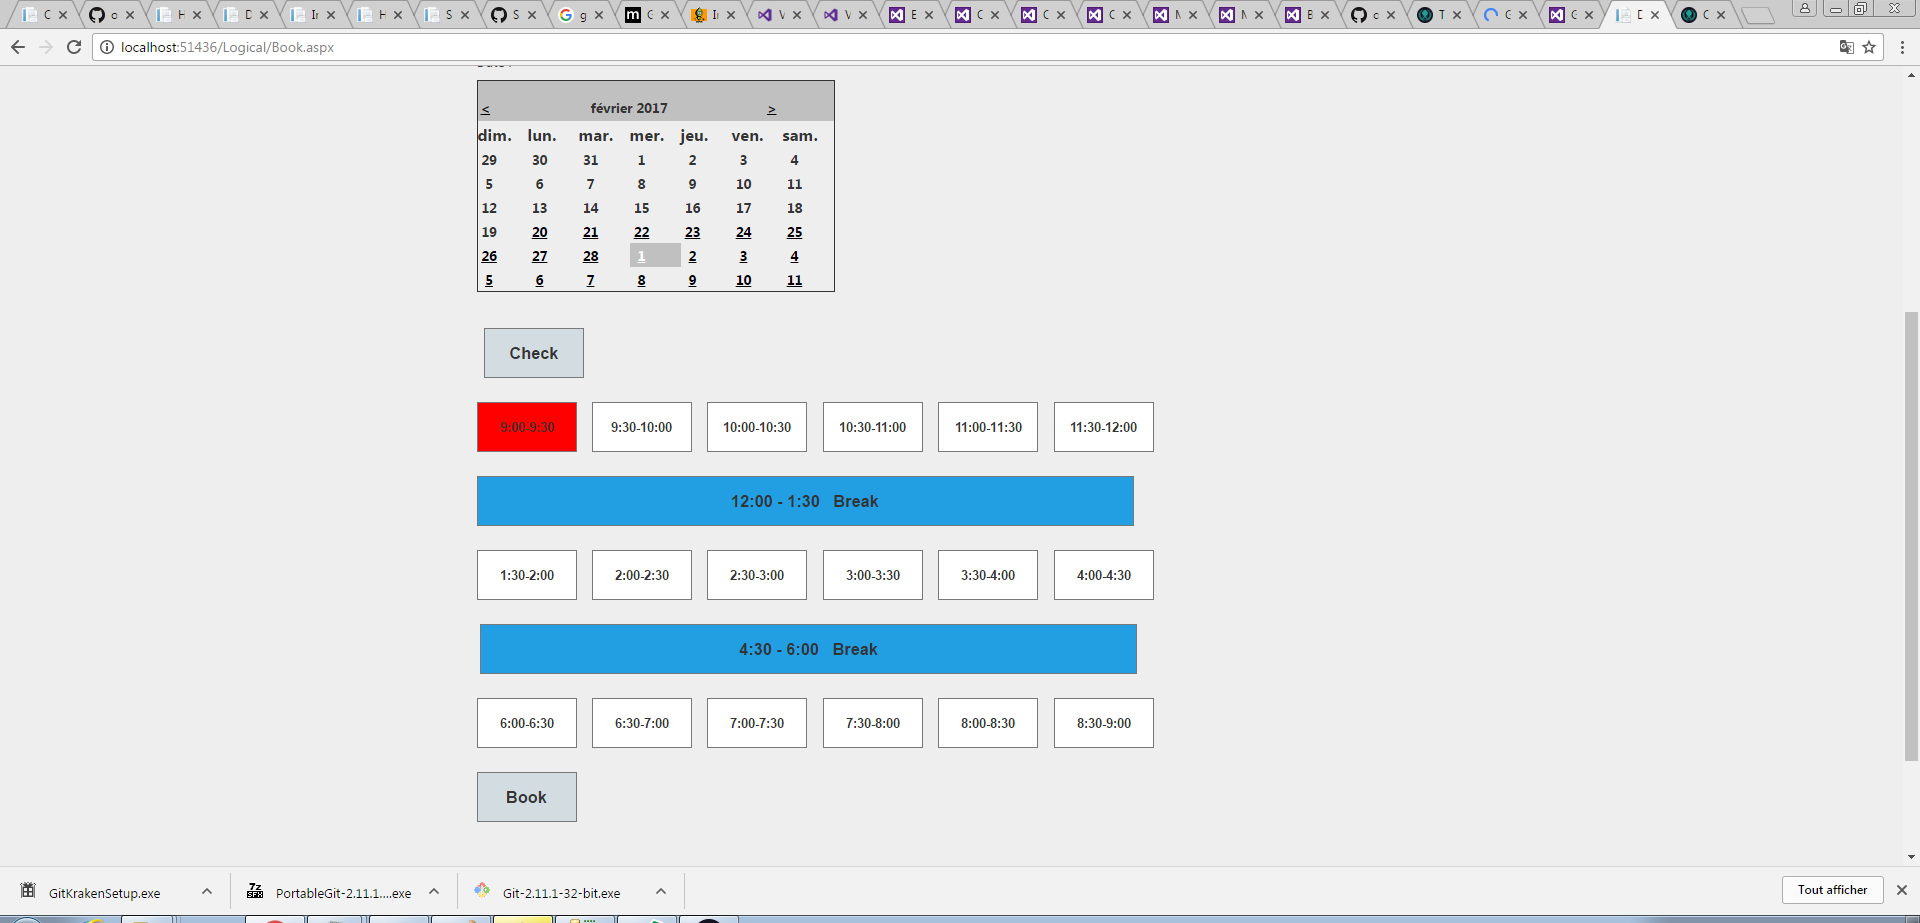 C o H D Ir H S S g G Ir V V E C C C M M B o T G G D C
localhost:51436/Logical/Book.aspx
< février 2017 >
dim. lun. mar. mer. jeu. ven. sam.
29 30 31 1 2 3 4
5 6 7 8 9 10 11
12 13 14 15 16 17 18
19 20 21 22 23 24 25
26 27 28 1 2 3 4
5 6 7 8 9 10 11
Check
9:00-9:30 9:30-10:00 10:00-10:30 10:30-11:00 11:00-11:30 11:30-12:00
12:00 - 1:30 Break
1:30-2:00 2:00-2:30 2:30-3:00 3:00-3:30 3:30-4:00 4:00-4:30
4:30 - 6:00 Break
6:00-6:30 6:30-7:00 7:00-7:30 7:30-8:00 8:00-8:30 8:30-9:00
Book
GitKrakenSetup.exe PortableGit-2.11.1....exe Git-2.11.1-32-bit.exe Tout afficher